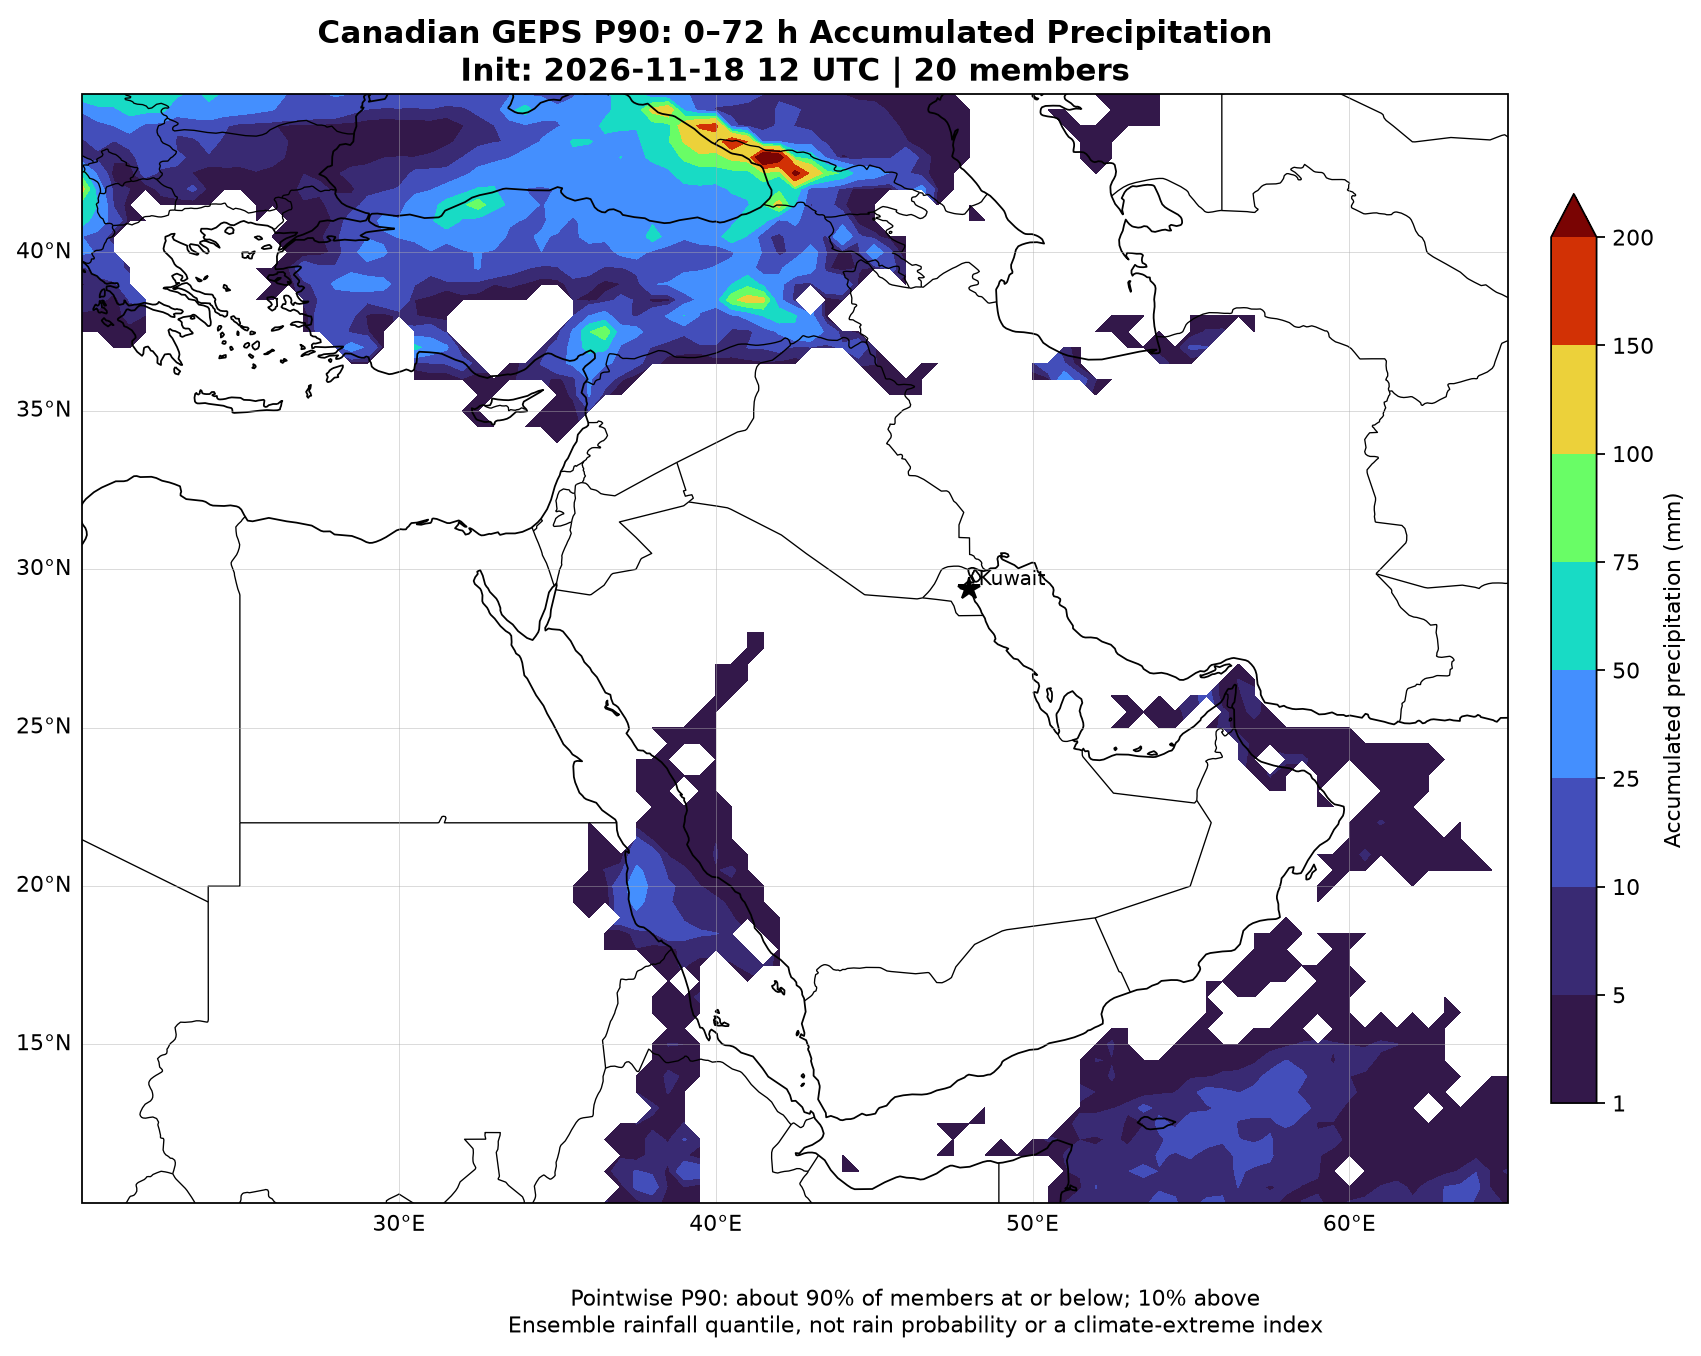 Canadian GEPS P90: 0–72 h Accumulated Precipitation
Init: 2026-11-18 12 UTC | 20 members
40°N
35°N
30°N
25°N
20°N
15°N
30°E
40°E
50°E
60°E
Kuwait
200
150
100
75
50
25
10
5
1
Accumulated precipitation (mm)
Pointwise P90: about 90% of members at or below; 10% above
Ensemble rainfall quantile, not rain probability or a climate-extreme index